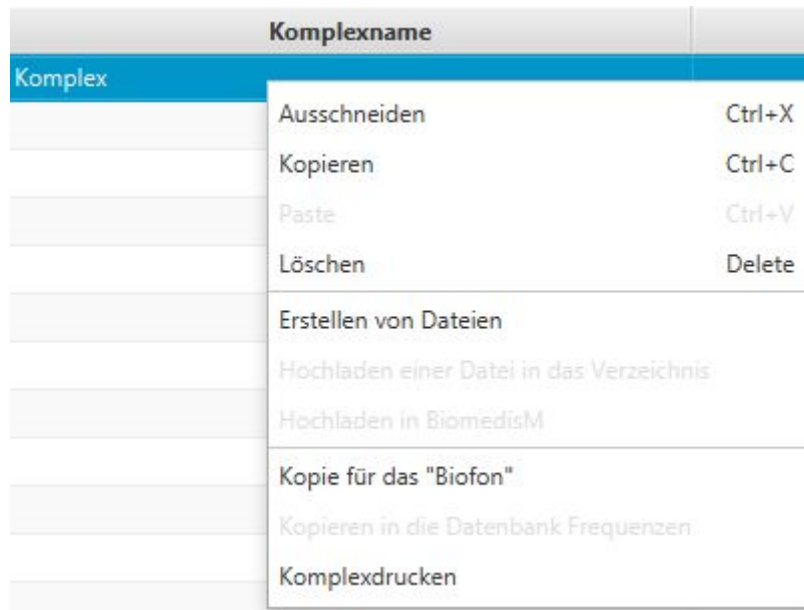 Komplexname
Komplex
Ausschneiden Ctrl+X
Kopieren Ctrl+C
Paste Ctrl+V
Löschen Delete
Erstellen von Dateien
Hochladen einer Datei in das Verzeichnis
Hochladen in BiomedisM
Kopie für das "Biofon"
Kopieren in die Datenbank Frequenzen
Komplexdrucken